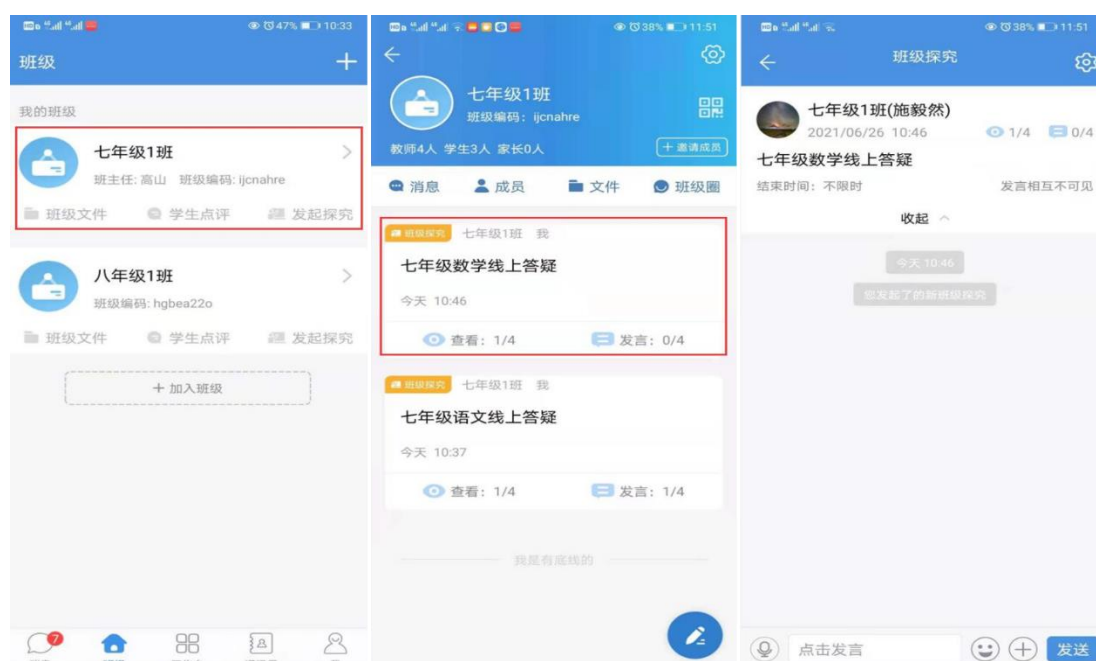 47% 10:33
班级
我的班级
七年级1班
班主任: 高山 班级编码: ijcnahre
班级文件 学生点评 发起探究
八年级1班
班级编码: hgbea22o
班级文件 学生点评 发起探究
+ 加入班级
7
38% 11:51
七年级1班
班级编码: ijcnahre
教师4人 学生3人 家长0人 + 邀请成员
消息 成员 文件 班级圈
班级探究 七年级1班 我
七年级数学线上答疑
今天 10:46
查看: 1/4 发言: 0/4
班级探究 七年级1班 我
七年级语文线上答疑
今天 10:37
查看: 1/4 发言: 1/4
我是有底线的
38% 11:51
班级探究
七年级1班(施毅然)
2021/06/26 10:46 1/4 0/4
七年级数学线上答疑
结束时间: 不限时 发言相互不可见
收起
今天 10:46
您发起了的新班级探究
点击发言 发送